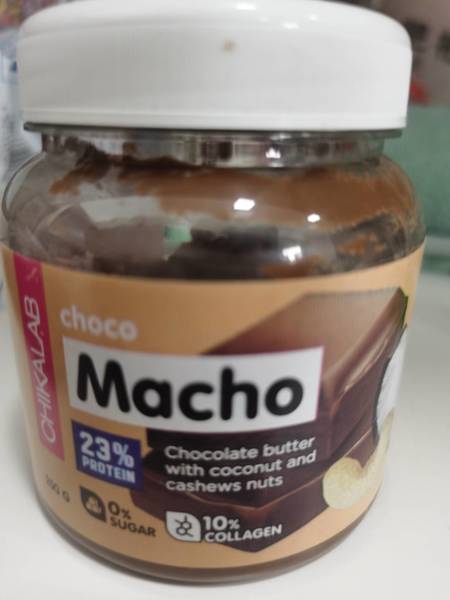 CHIKALAB
choco
Macho
23%
PROTEIN
Chocolate butter
with coconut and
cashews nuts
0%
SUGAR
10%
COLLAGEN